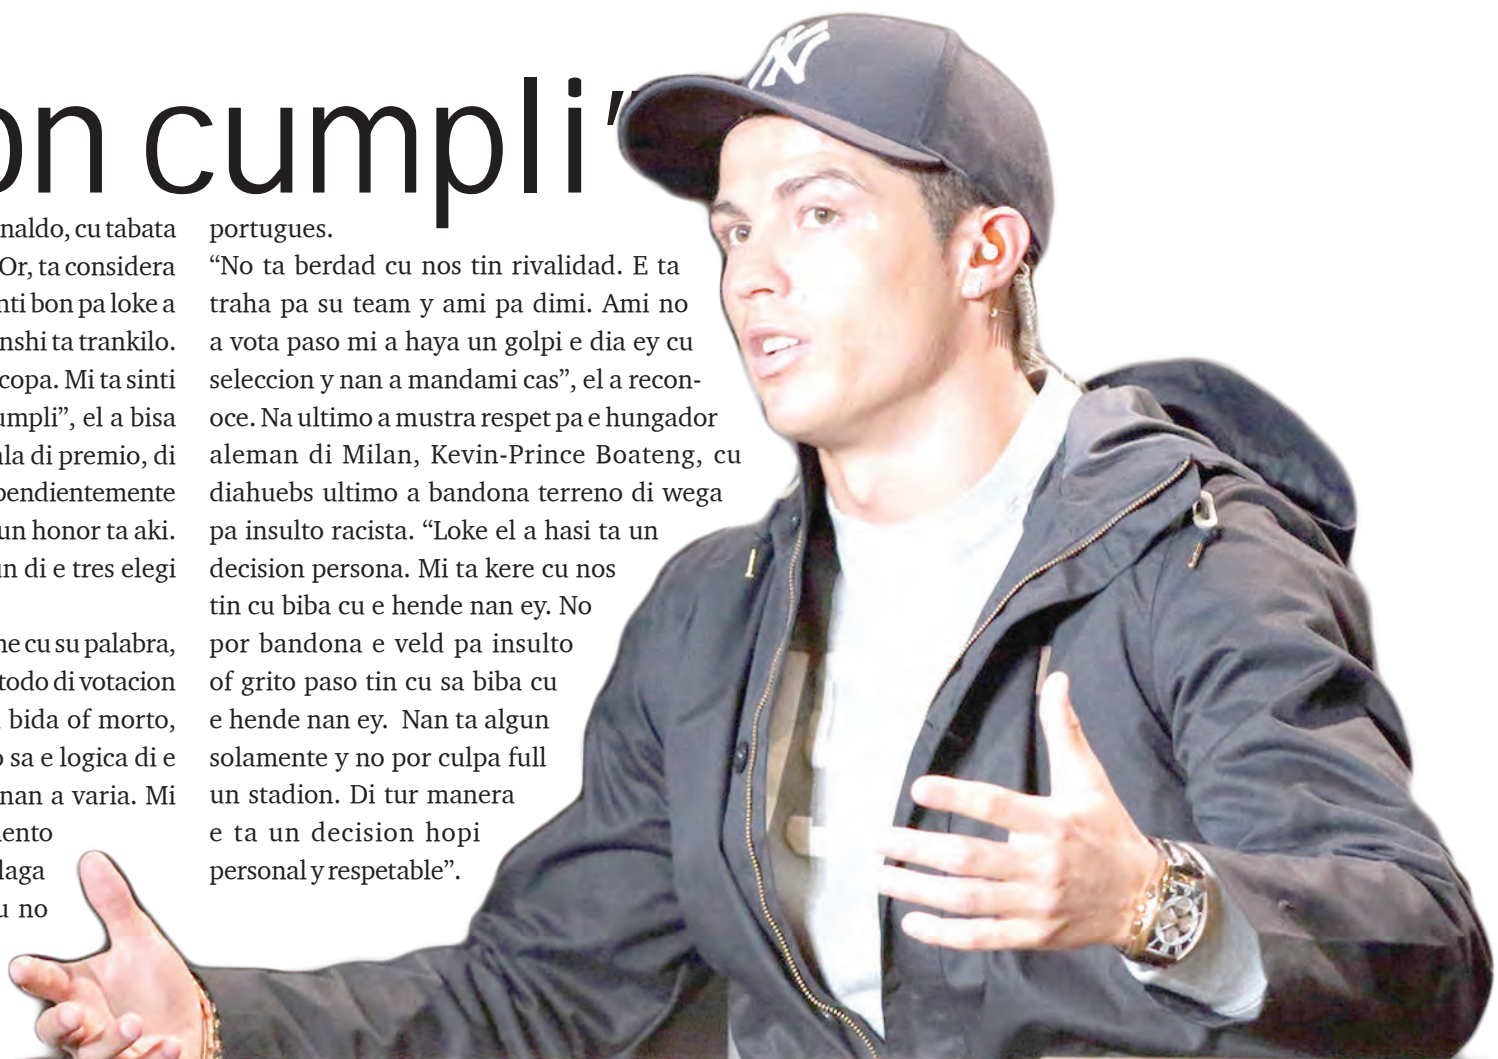 on cumpli”
naldo, cu tabata
Or, ta considera
nti bon pa loke a
nshi ta trankilo.
copa. Mi ta sinti
umpli”, el a bisa
ala di premio, di
pendientemente
un honor ta aki.
un di e tres elegi
ne cu su palabra,
todo di votacion
bida of morto,
o sa e logica di e
nan a varia. Mi
mento
laga
u no
portugues.
“No ta berdad cu nos tin rivalidad. E ta
traha pa su team y ami pa dimi. Ami no
a vota paso mi a haya un golpi e dia ey cu
seleccion y nan a mandami cas”, el a recon-
oce. Na ultimo a mustra respet pa e hungador
aleman di Milan, Kevin-Prince Boateng, cu
diahuebs ultimo a bandona terreno di wega
pa insulto racista. “Loke el a hasi ta un
decision persona. Mi ta kere cu nos
tin cu biba cu e hende nan ey. No
por bandona e veld pa insulto
of grito paso tin cu sa biba cu
e hende nan ey. Nan ta algun
solamente y no por culpa full
un stadion. Di tur manera
e ta un decision hopi
personal y respetable”.
NY